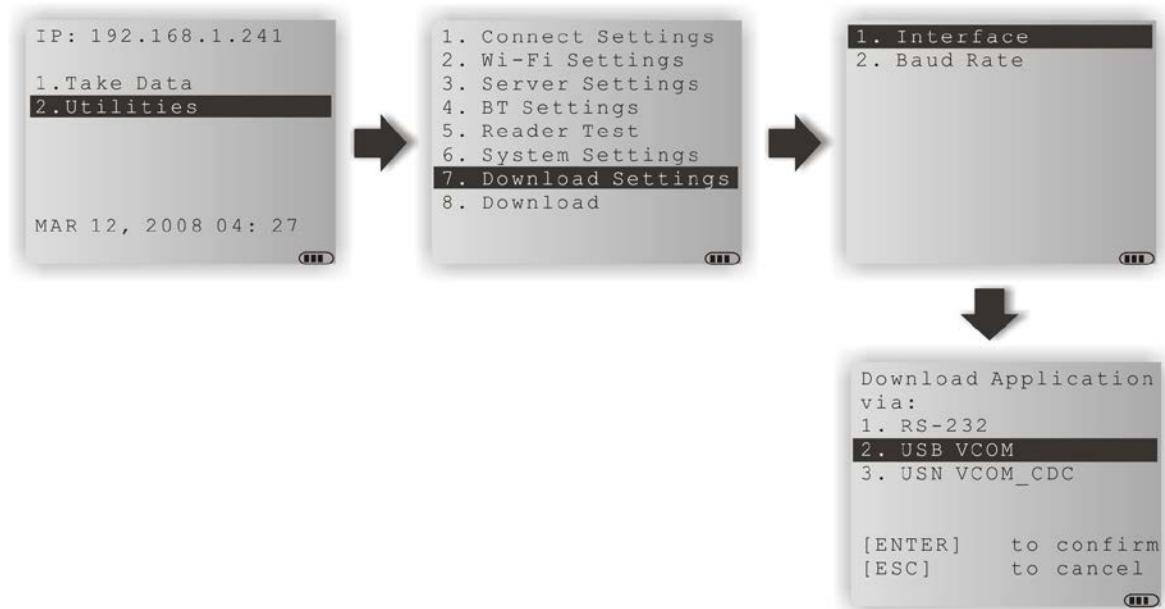 IP: 192.168.1.241
1.Take Data
2.Utilities
MAR 12, 2008 04: 27
1. Connect Settings
2. Wi-Fi Settings
3. Server Settings
4. BT Settings
5. Reader Test
6. System Settings
7. Download Settings
8. Download
1. Interface
2. Baud Rate
Download Application
via:
1. RS-232
2. USB VCOM
3. USN VCOM_CDC
[ENTER] to confirm
[ESC] to cancel